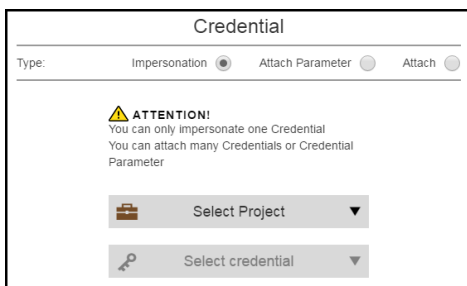 Credential
Type: Impersonation Attach Parameter Attach
ATTENTION!
You can only impersonate one Credential
You can attach many Credentials or Credential
Parameter
Select Project
Select credential